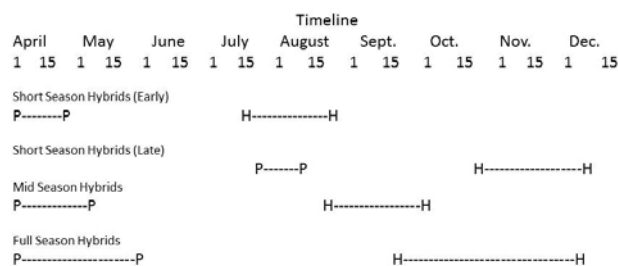 Timeline
April May June July August Sept. Oct. Nov. Dec.
1 15 1 15 1 15 1 15 1 15 1 15 1 15 1 15 1 15
Short Season Hybrids (Early)
P--------P H---------------H
Short Season Hybrids (Late)
P-------P H-------------------H
Mid Season Hybrids
P-------------P H-----------------H
Full Season Hybrids
P----------------------P H----------------------------------H